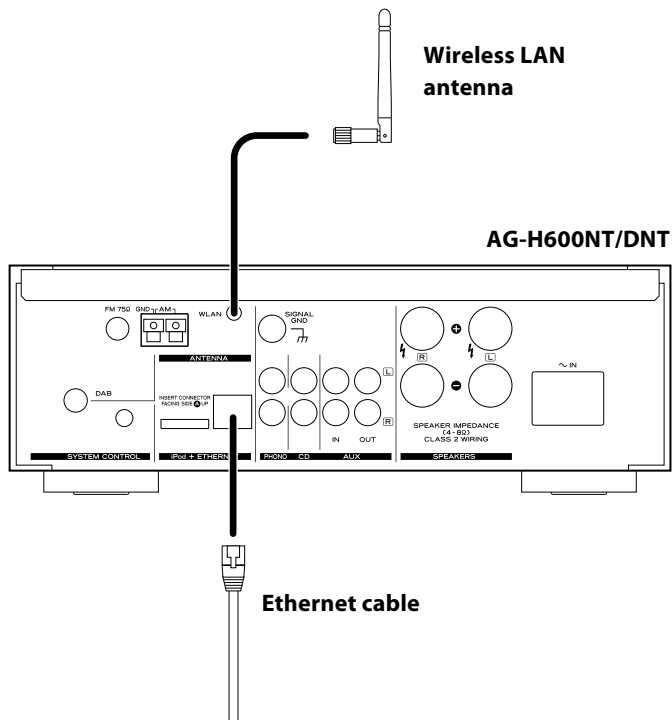 Wireless LAN
antenna
AG-H600NT/DNT
FM 75Ω GND AM
WLAN
SIGNAL
GND
ANTENNA
DAB
INSERT CONNECTOR
FACING SIDE A UP
L
R
IN OUT
R
L
SPEAKER IMPEDANCE
(4-8Ω)
CLASS 2 WIRING
~ IN
SYSTEM CONTROL
iPod + ETHERN
PHONO CD AUX
SPEAKERS
Ethernet cable